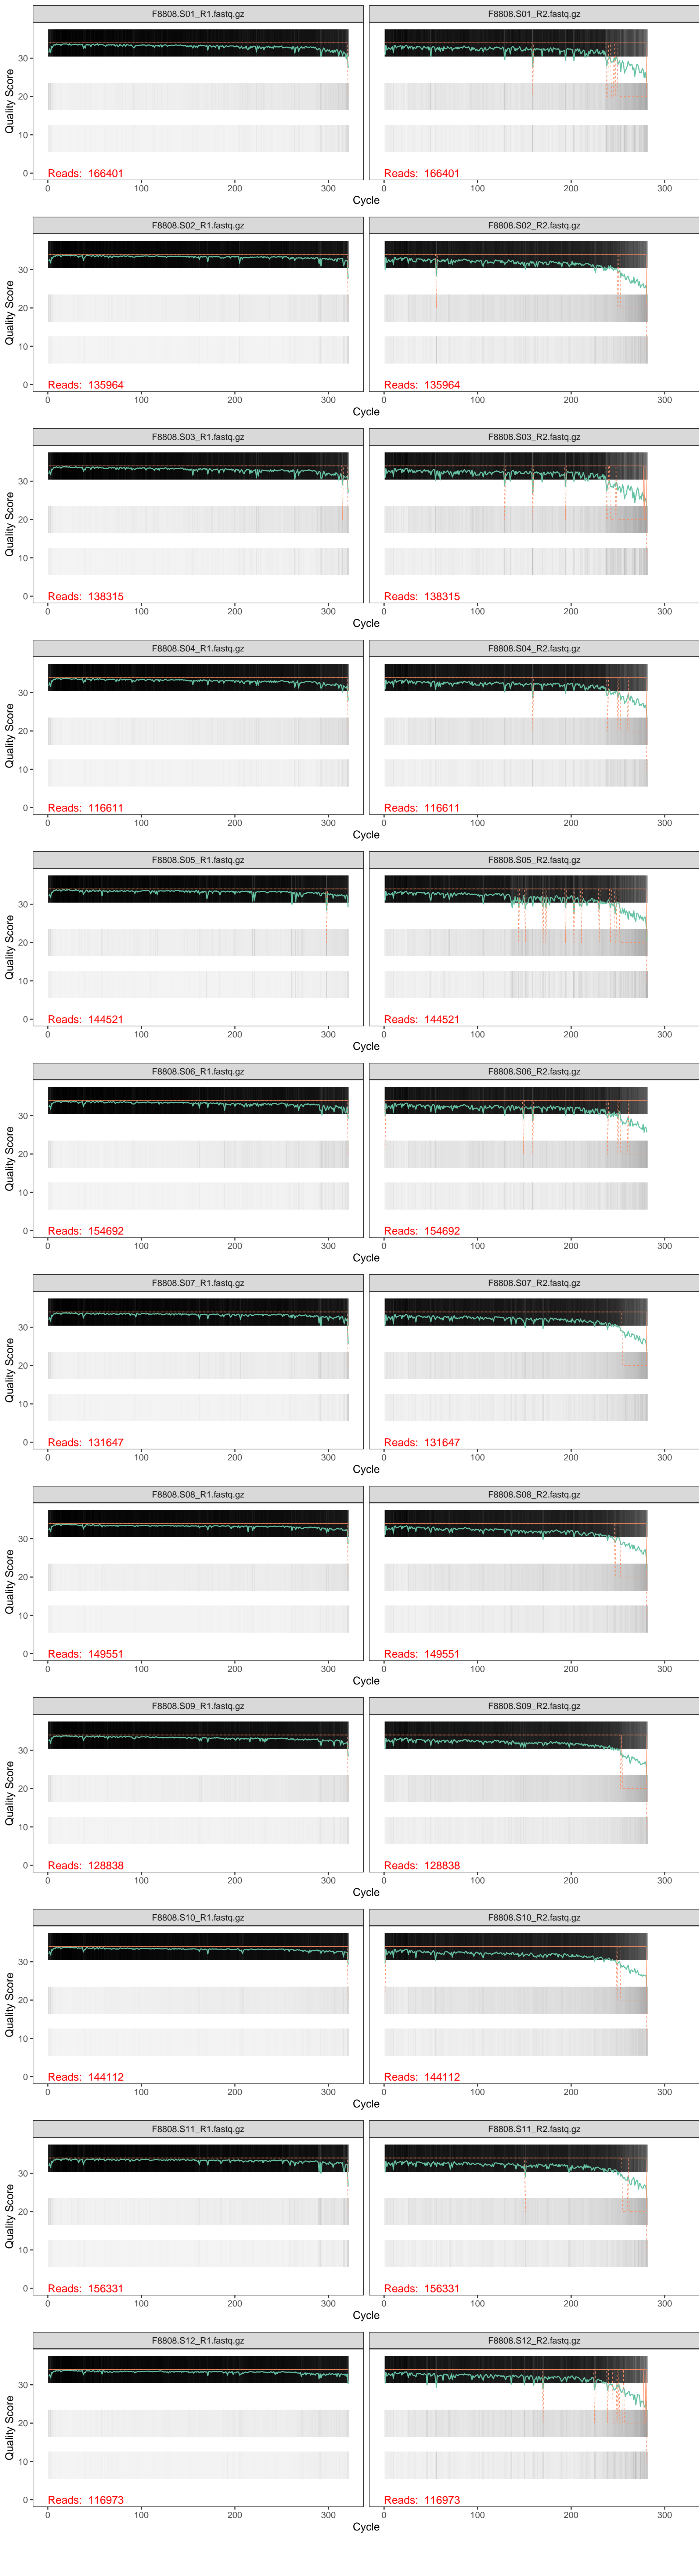 F8808.S01_R1.fastq.gz F8808.S01_R2.fastq.gz
Quality Score
30
20
10
0
Reads: 166401 Reads: 166401
0 100 200 300 0 100 200 300
Cycle
F8808.S02_R1.fastq.gz F8808.S02_R2.fastq.gz
Quality Score
30
20
10
0
Reads: 135964 Reads: 135964
0 100 200 300 0 100 200 300
Cycle
F8808.S03_R1.fastq.gz F8808.S03_R2.fastq.gz
Quality Score
30
20
10
0
Reads: 138315 Reads: 138315
0 100 200 300 0 100 200 300
Cycle
F8808.S04_R1.fastq.gz F8808.S04_R2.fastq.gz
Quality Score
30
20
10
0
Reads: 116611 Reads: 116611
0 100 200 300 0 100 200 300
Cycle
F8808.S05_R1.fastq.gz F8808.S05_R2.fastq.gz
Quality Score
30
20
10
0
Reads: 144521 Reads: 144521
0 100 200 300 0 100 200 300
Cycle
F8808.S06_R1.fastq.gz F8808.S06_R2.fastq.gz
Quality Score
30
20
10
0
Reads: 154692 Reads: 154692
0 100 200 300 0 100 200 300
Cycle
F8808.S07_R1.fastq.gz F8808.S07_R2.fastq.gz
Quality Score
30
20
10
0
Reads: 131647 Reads: 131647
0 100 200 300 0 100 200 300
Cycle
F8808.S08_R1.fastq.gz F8808.S08_R2.fastq.gz
Quality Score
30
20
10
0
Reads: 149551 Reads: 149551
0 100 200 300 0 100 200 300
Cycle
F8808.S09_R1.fastq.gz F8808.S09_R2.fastq.gz
Quality Score
30
20
10
0
Reads: 128838 Reads: 128838
0 100 200 300 0 100 200 300
Cycle
F8808.S10_R1.fastq.gz F8808.S10_R2.fastq.gz
Quality Score
30
20
10
0
Reads: 144112 Reads: 144112
0 100 200 300 0 100 200 300
Cycle
F8808.S11_R1.fastq.gz F8808.S11_R2.fastq.gz
Quality Score
30
20
10
0
Reads: 156331 Reads: 156331
0 100 200 300 0 100 200 300
Cycle
F8808.S12_R1.fastq.gz F8808.S12_R2.fastq.gz
Quality Score
30
20
10
0
Reads: 116973 Reads: 116973
0 100 200 300 0 100 200 300
Cycle